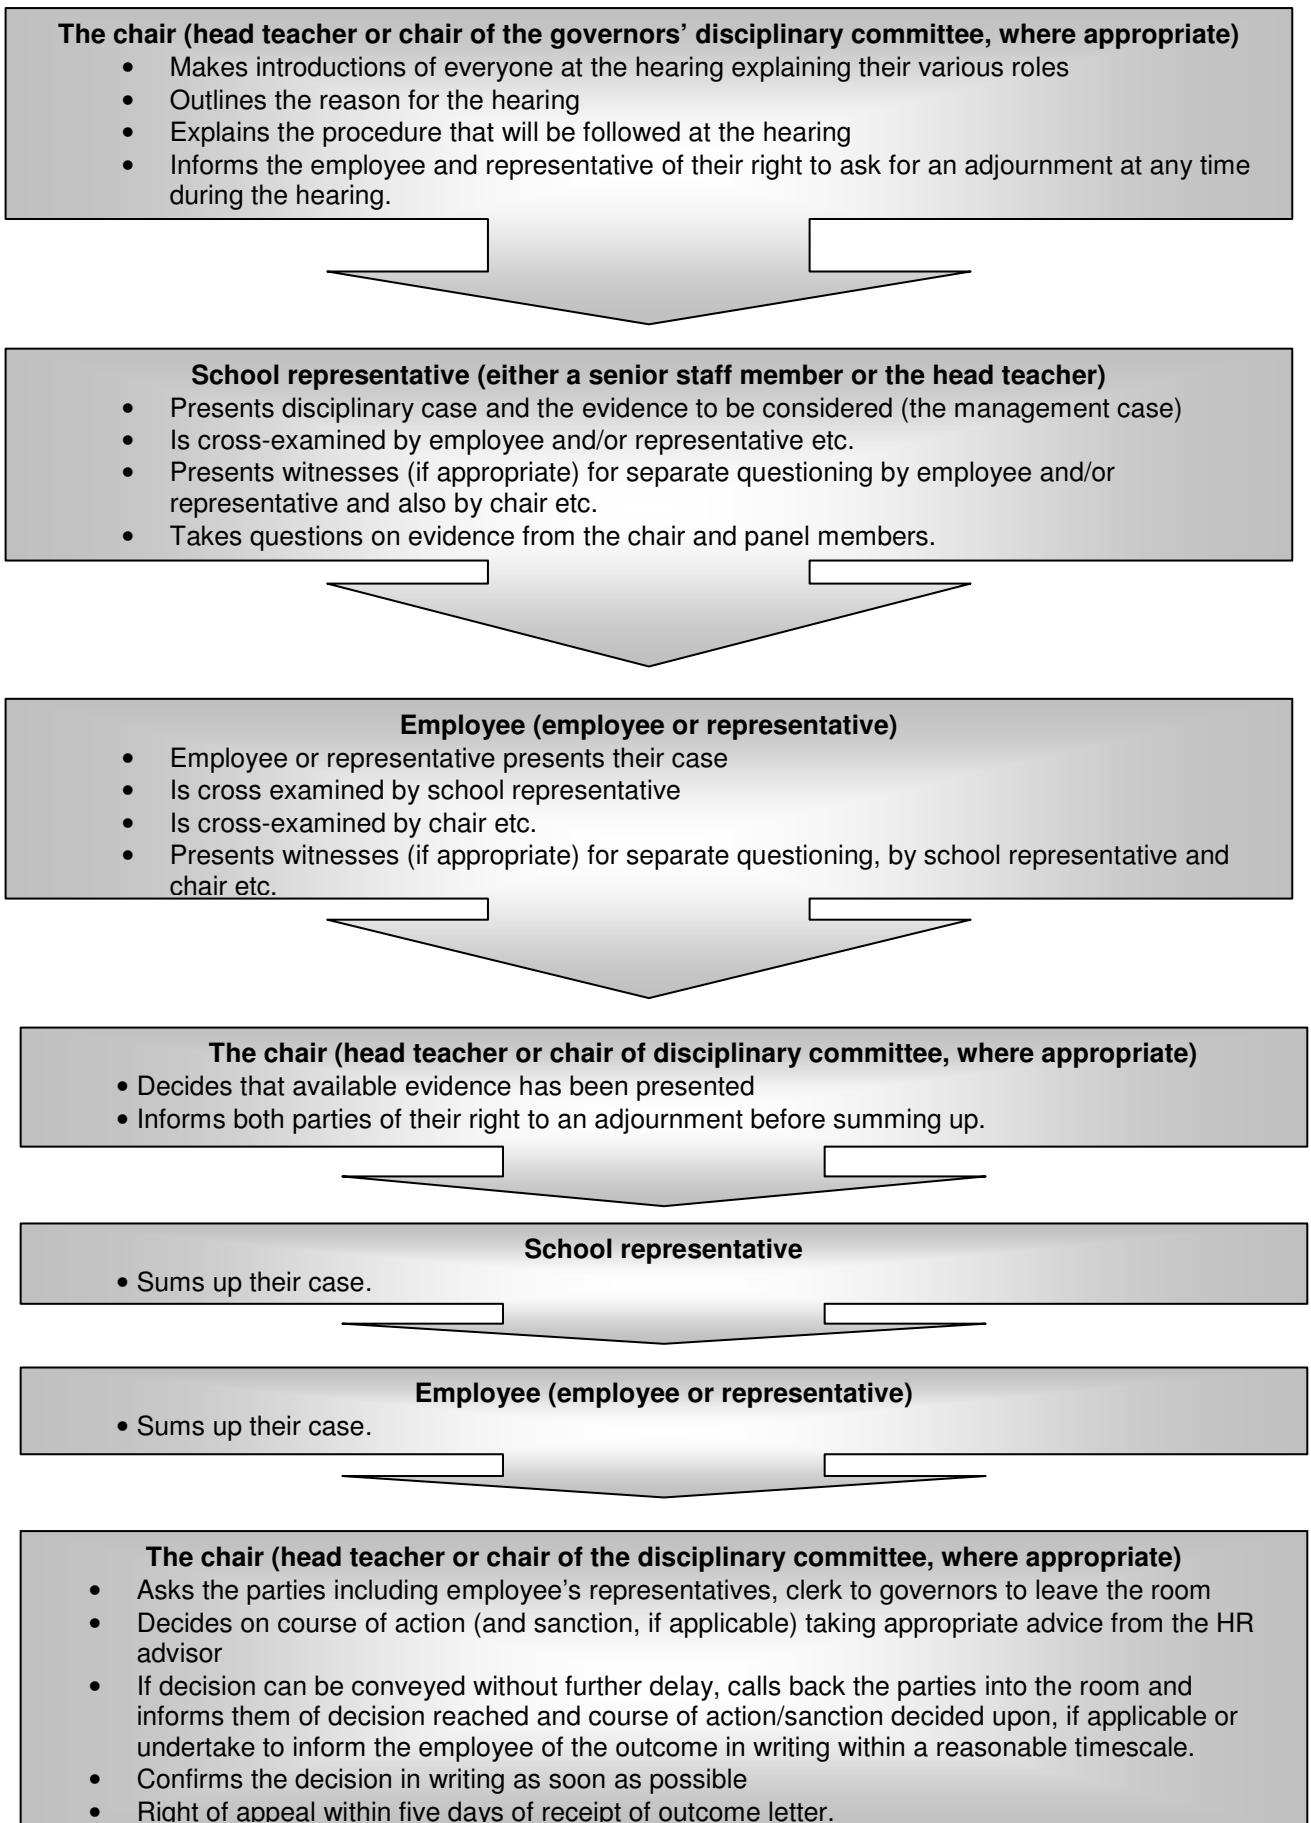 The chair (head teacher or chair of the governors’ disciplinary committee, where appropriate)
• Makes introductions of everyone at the hearing explaining their various roles
• Outlines the reason for the hearing
• Explains the procedure that will be followed at the hearing
• Informs the employee and representative of their right to ask for an adjournment at any time
during the hearing.
School representative (either a senior staff member or the head teacher)
• Presents disciplinary case and the evidence to be considered (the management case)
• Is cross-examined by employee and/or representative etc.
• Presents witnesses (if appropriate) for separate questioning by employee and/or
representative and also by chair etc.
• Takes questions on evidence from the chair and panel members.
Employee (employee or representative)
• Employee or representative presents their case
• Is cross examined by school representative
• Is cross-examined by chair etc.
• Presents witnesses (if appropriate) for separate questioning, by school representative and
chair etc.
The chair (head teacher or chair of disciplinary committee, where appropriate)
• Decides that available evidence has been presented
• Informs both parties of their right to an adjournment before summing up.
School representative
• Sums up their case.
Employee (employee or representative)
• Sums up their case.
The chair (head teacher or chair of the disciplinary committee, where appropriate)
• Asks the parties including employee’s representatives, clerk to governors to leave the room
• Decides on course of action (and sanction, if applicable) taking appropriate advice from the HR
advisor
• If decision can be conveyed without further delay, calls back the parties into the room and
informs them of decision reached and course of action/sanction decided upon, if applicable or
undertake to inform the employee of the outcome in writing within a reasonable timescale.
• Confirms the decision in writing as soon as possible
• Right of appeal within five days of receipt of outcome letter.